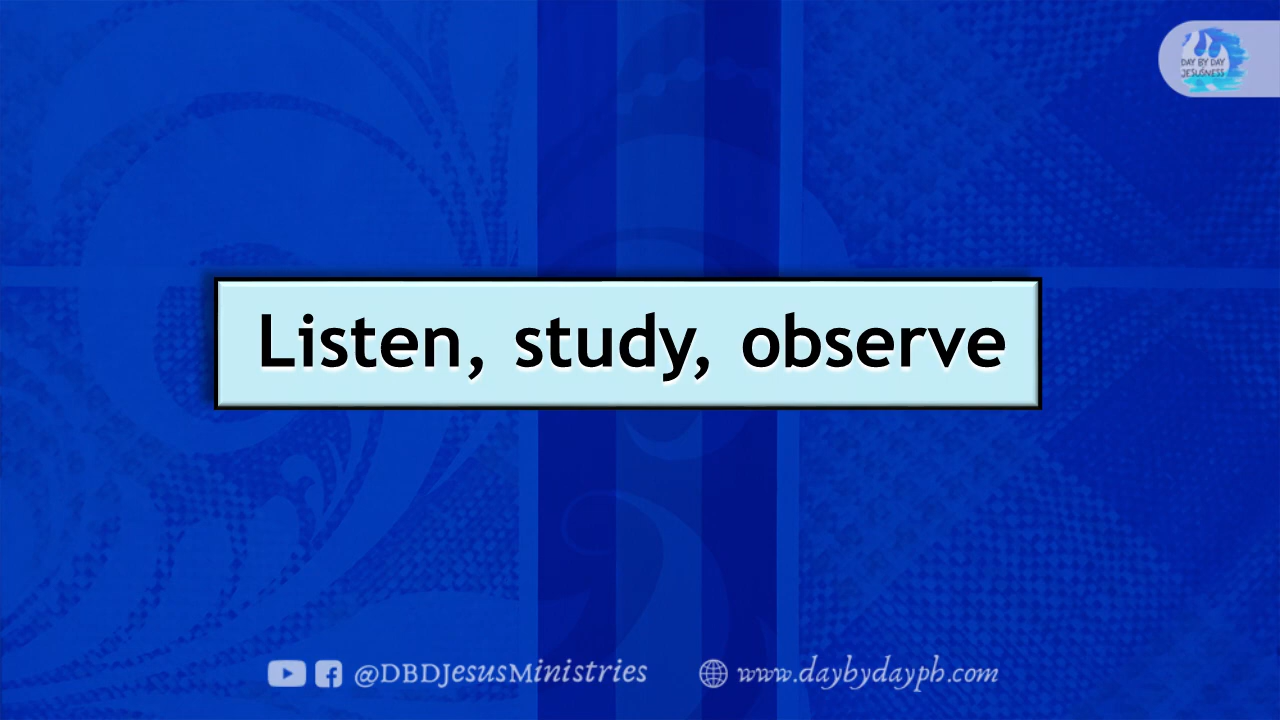 DAY BY DAY
JESUSNESS
Listen, study, observe
@DBDJesusMinistries
www.daybydayph.com